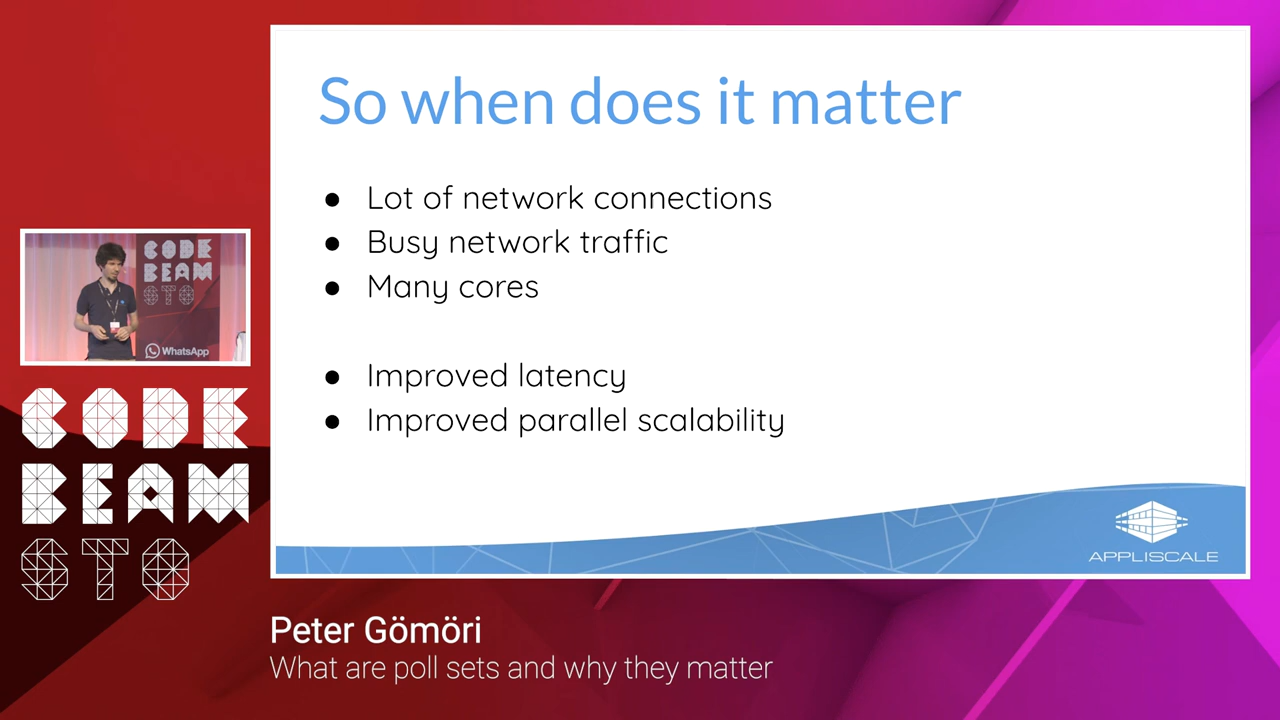 So when does it matter
● Lot of network connections
● Busy network traffic
● Many cores
● Improved latency
● Improved parallel scalability
APPLISCALE
CODE
BEAM
STO
WhatsApp
CODE
BEAM
STO
Peter Gömöri
What are poll sets and why they matter